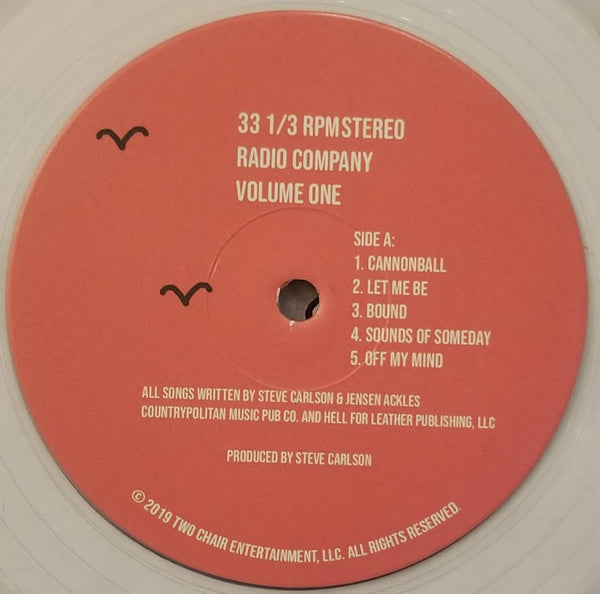 33 1/3 RPM STEREO
RADIO COMPANY
VOLUME ONE
SIDE A:
1. CANNONBALL
2. LET ME BE
3. BOUND
4. SOUNDS OF SOMEDAY
5. OFF MY MIND
ALL SONGS WRITTEN BY STEVE CARLSON & JENSEN ACKLES
COUNTRYPOLITAN MUSIC PUB CO. AND HELL FOR LEATHER PUBLISHING, LLC
PRODUCED BY STEVE CARLSON
© 2019 TWO CHAIR ENTERTAINMENT, LLC. ALL RIGHTS RESERVED.